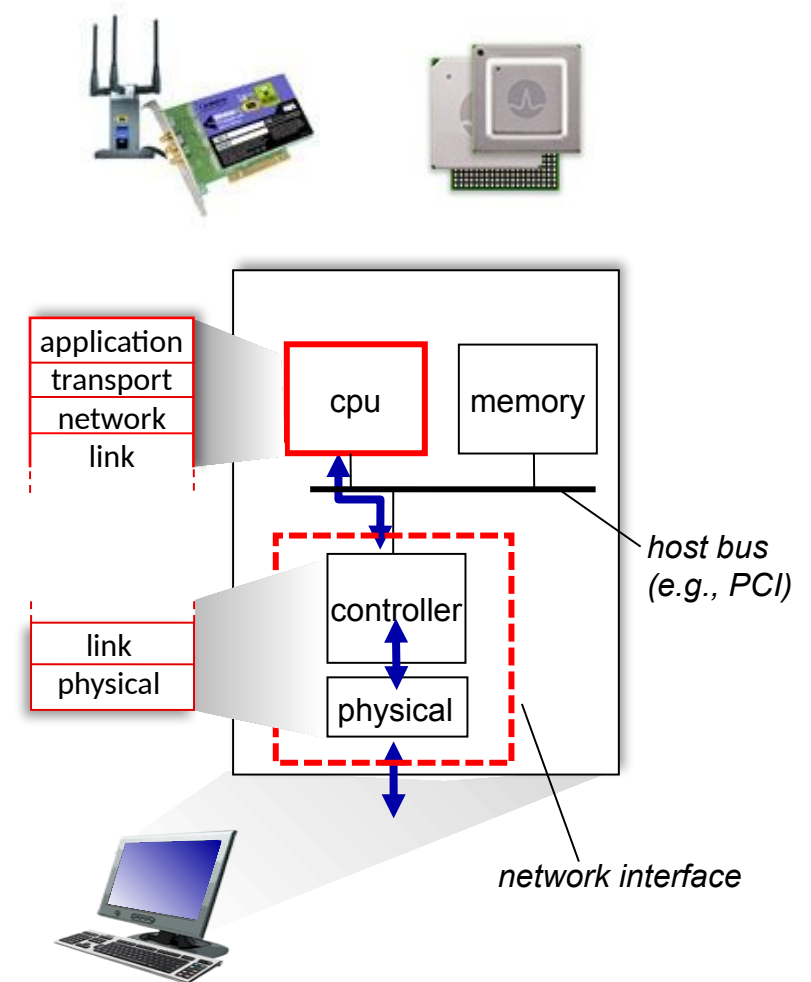 application
transport
network
link
cpu
memory
host bus
(e.g., PCI)
controller
link
physical
physical
network interface